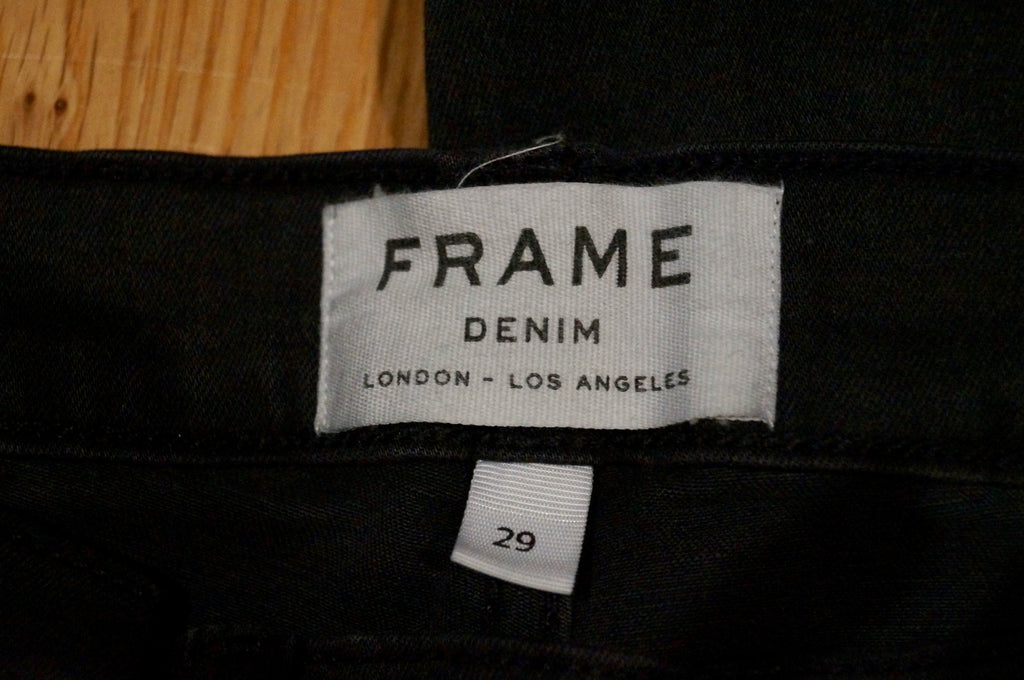 FRAME
DENIM
LONDON - LOS ANGELES
29